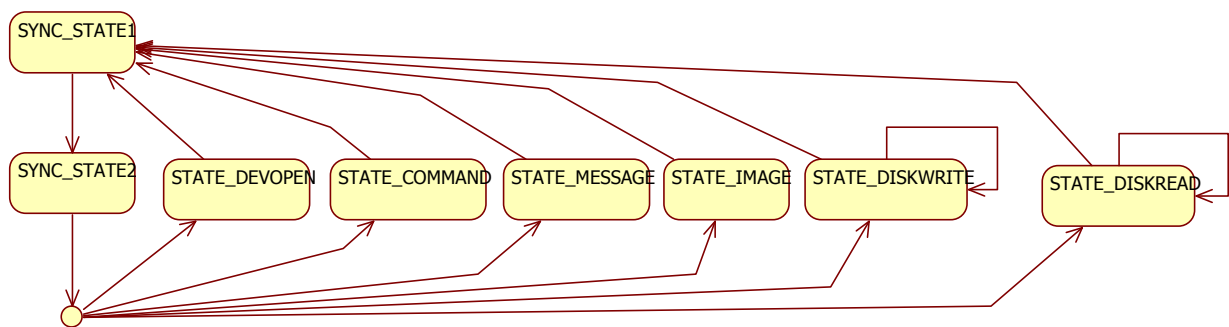 SYNC_STATE1
SYNC_STATE2
STATE_DEVOPEN
STATE_COMMAND
STATE_MESSAGE
STATE_IMAGE
STATE_DISKWRITE
STATE_DISKREAD